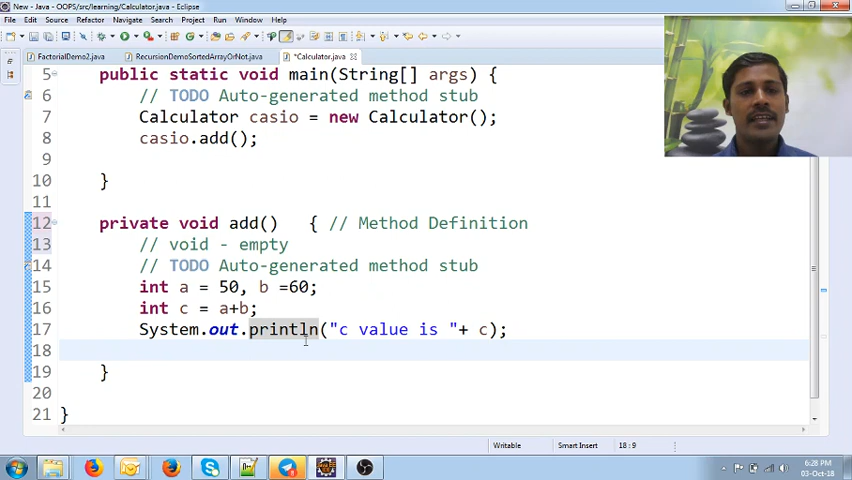 New - Java - OOPS/src/learning/Calculator.java - Eclipse
File Edit Source Refactor Navigate Search Project Run Window Help
FactorialDemo2.java RecursionDemoSortedArrayOrNot.java *Calculator.java
5 public static void main(String[] args) {
6 // TODO Auto-generated method stub
7 Calculator casio = new Calculator();
8 casio.add();
9
10 }
11
12 private void add() { // Method Definition
13 // void - empty
14 // TODO Auto-generated method stub
15 int a = 50, b =60;
16 int c = a+b;
17 System.out.println("c value is "+ c);
18
19 }
20
21 }
Writable Smart Insert 18 : 9
6:28 PM
03-Oct-18